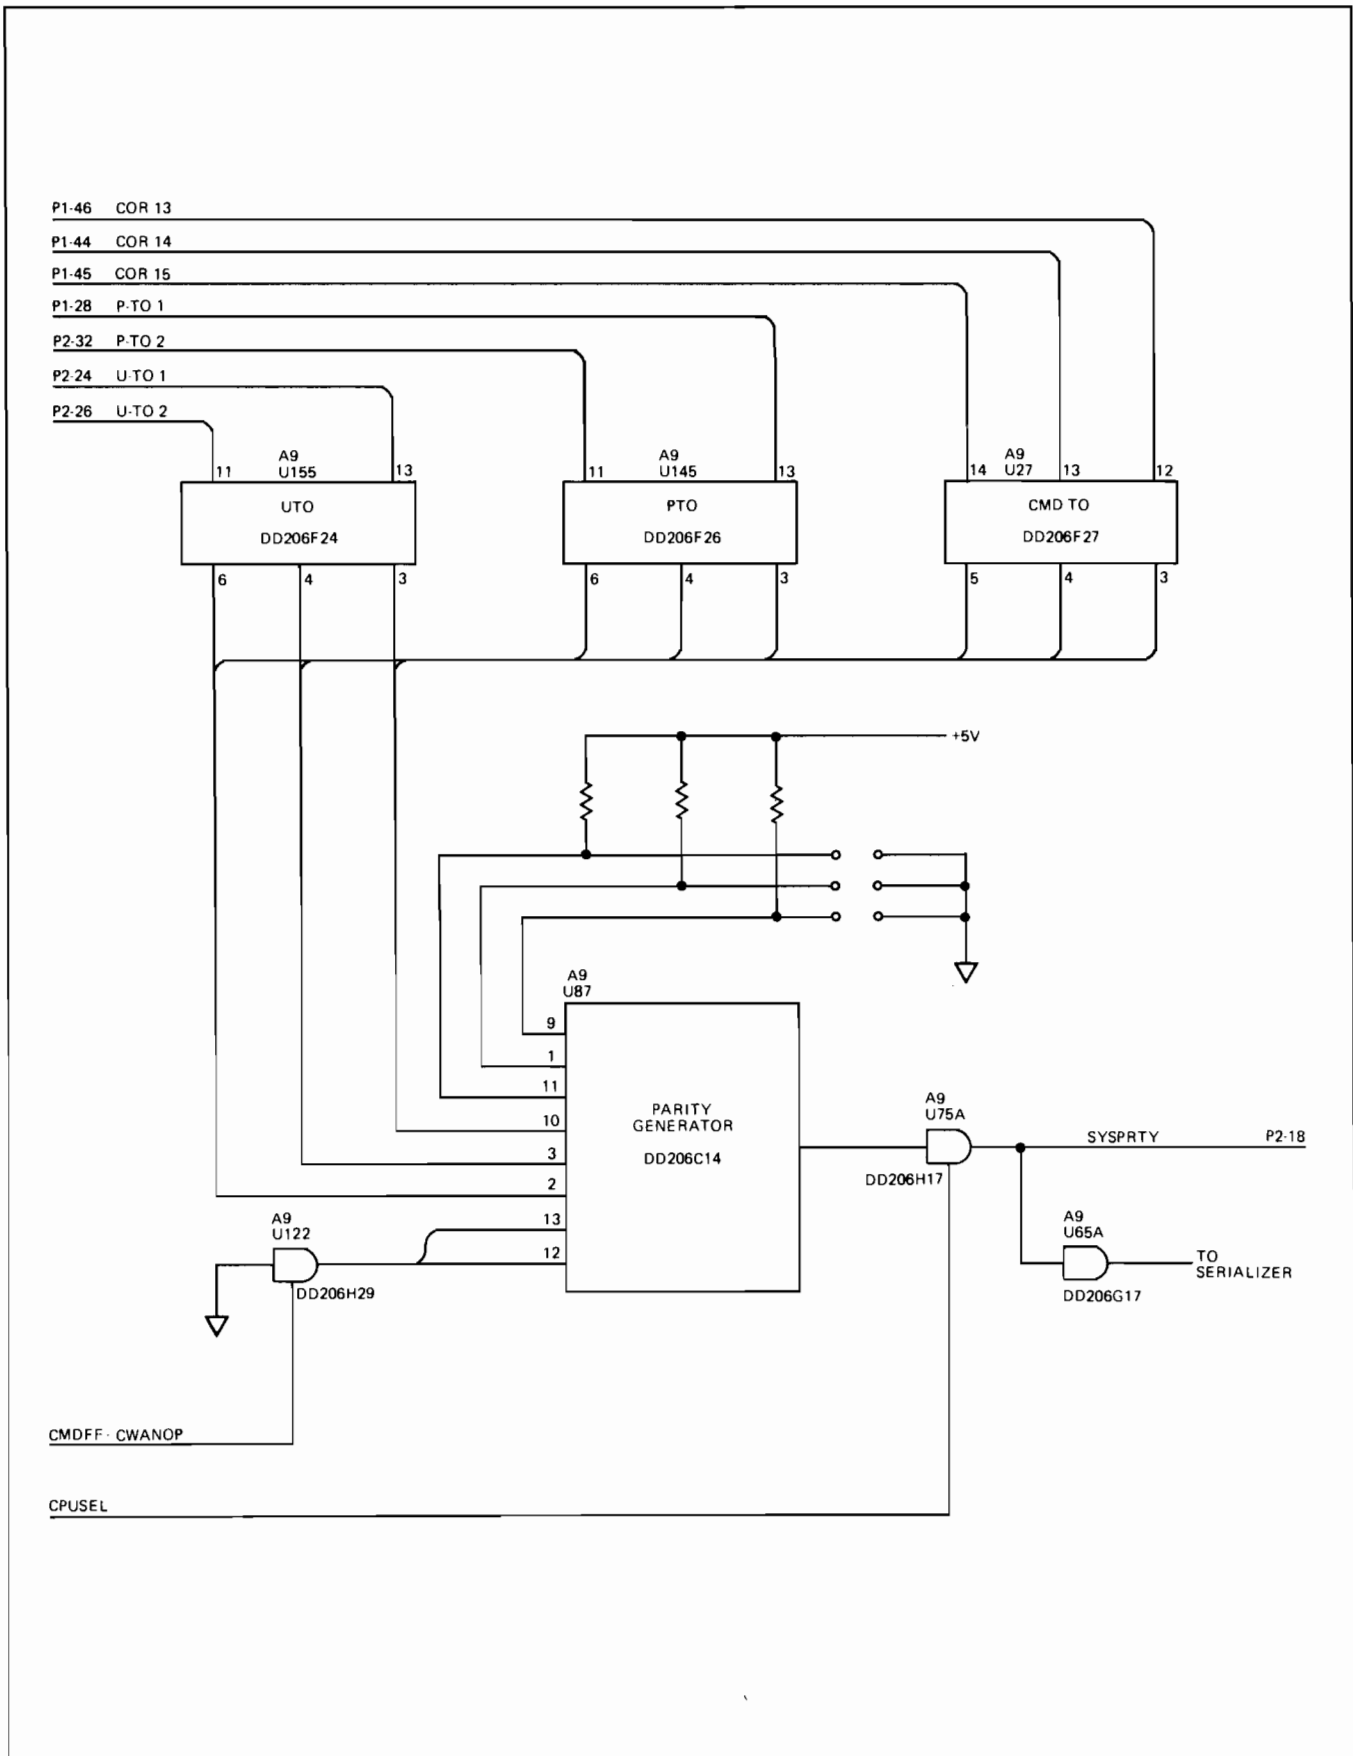 P1-46 COR 13
P1-44 COR 14
P1-45 COR 15
P1-28 P-TO 1
P2-32 P-TO 2
P2-24 U-TO 1
P2-26 U-TO 2
A9
U155
11
13
UTO
DD206F24
6
4
3
A9
U145
11
13
PTO
DD206F26
6
4
3
A9
U27
14
13
12
CMD TO
DD206F27
5
4
3
+5V
A9
U87
9
1
11
10
3
2
13
12
PARITY
GENERATOR
DD206C14
A9
U75A
DD206H17
SYSPRTY
P2-18
A9
U65A
DD206G17
TO
SERIALIZER
A9
U122
DD206H29
CMDFF · CWANOP
CPUSEL